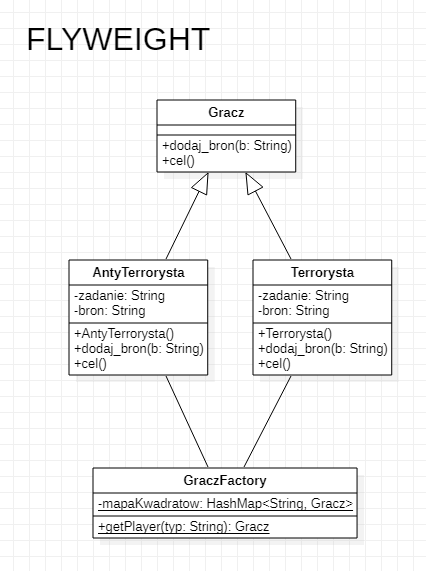 FLYWEIGHT
Gracz
+dodaj_bron(b: String)
+cel()
AntyTerrorysta
-zadanie: String
-bron: String
+AntyTerrorysta()
+dodaj_bron(b: String)
+cel()
Terrorysta
-zadanie: String
-bron: String
+Terrorysta()
+dodaj_bron(b: String)
+cel()
GraczFactory
-mapaKwadratow: HashMap<String, Gracz>
+getPlayer(typ: String): Gracz